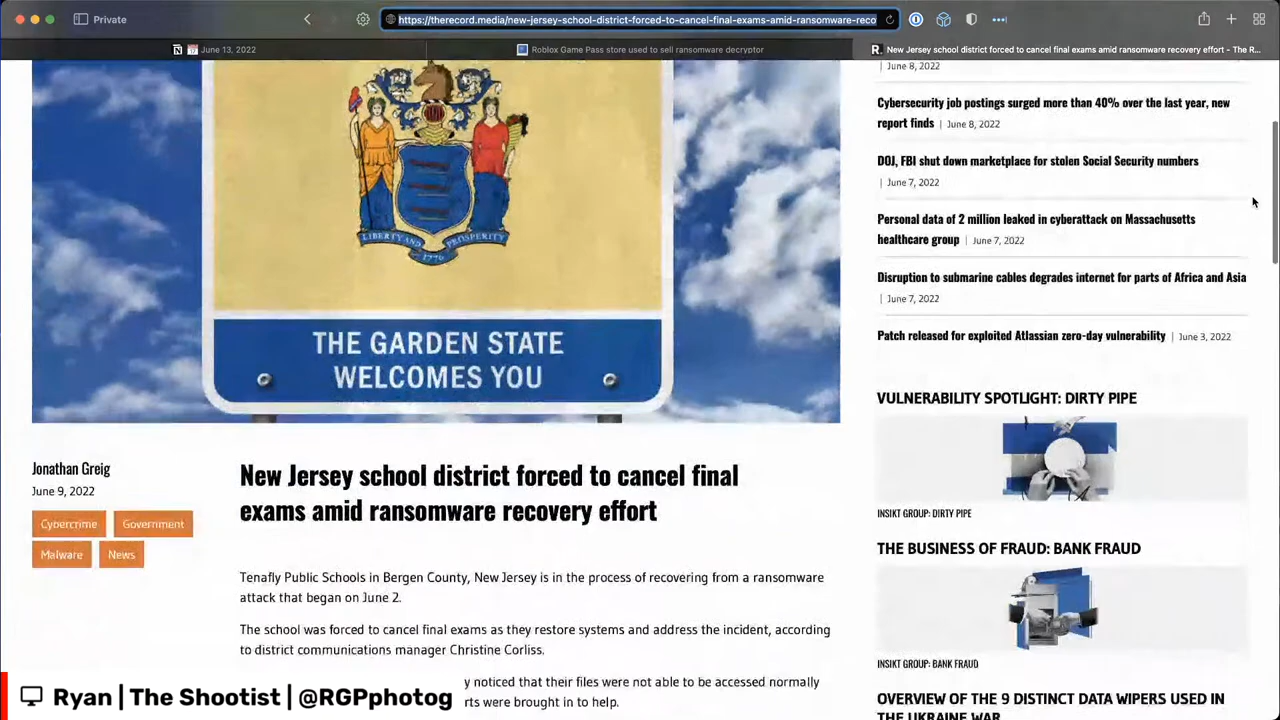 Private
https://therecord.media/new-jersey-school-district-forced-to-cancel-final-exams-amid-ransomware-reco
June 13, 2022
Roblox Game Pass store used to sell ransomware decryptor
New Jersey school district forced to cancel final exams amid ransomware recovery effort - The R...
LIBERTY AND PROSPERITY
1776
THE GARDEN STATE
WELCOMES YOU
Jonathan Greig
June 9, 2022
Cybercrime
Government
Malware
News
New Jersey school district forced to cancel final
exams amid ransomware recovery effort
Tenafly Public Schools in Bergen County, New Jersey is in the process of recovering from a ransomware
attack that began on June 2.
The school was forced to cancel final exams as they restore systems and address the incident, according
to district communications manager Christine Corliss.
y noticed that their files were not able to be accessed normally
rts were brought in to help.
| June 8, 2022
Cybersecurity job postings surged more than 40% over the last year, new
report finds | June 8, 2022
DOJ, FBI shut down marketplace for stolen Social Security numbers
| June 7, 2022
Personal data of 2 million leaked in cyberattack on Massachusetts
healthcare group | June 7, 2022
Disruption to submarine cables degrades internet for parts of Africa and Asia
| June 7, 2022
Patch released for exploited Atlassian zero-day vulnerability | June 3, 2022
VULNERABILITY SPOTLIGHT: DIRTY PIPE
INSIKT GROUP: DIRTY PIPE
THE BUSINESS OF FRAUD: BANK FRAUD
INSIKT GROUP: BANK FRAUD
OVERVIEW OF THE 9 DISTINCT DATA WIPERS USED IN
THE UKRAINE WAR
Ryan | The Shootist | @RGPphotog